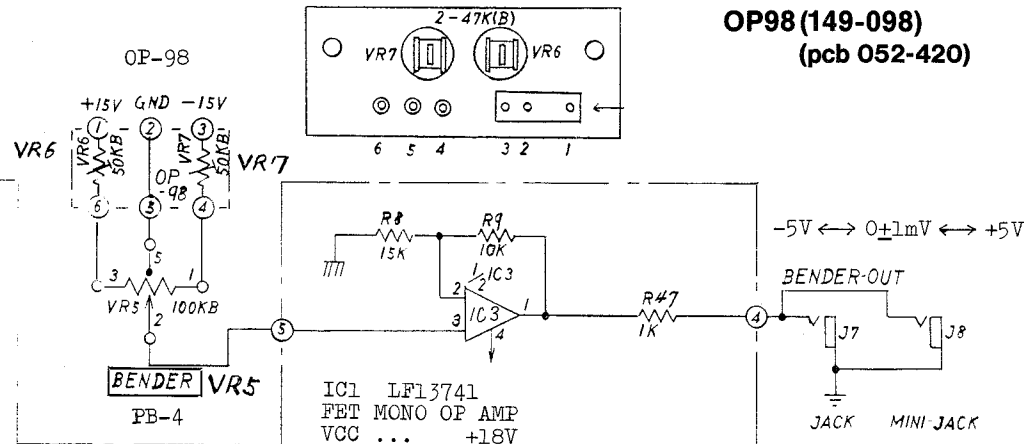 OP98 (149-098)
(pcb 052-420)
2-47K(B)
VR7
VR6
6 5 4 3 2 1
OP-98
+15V GND -15V
1 2 3
VR6
VR6
50KB
OP
-98
VR7
50KB
VR7
6 3 4
5
3 1
VR5 100KB
2
BENDER VR5
PB-4
5
R8
15K
R9
10K
1/2 IC3
2
3
IC3
1
4
R47
1K
4
-5V ↔ 0±1mV ↔ +5V
BENDER-OUT
J7
J8
JACK MINI-JACK
IC1 LF13741
FET MONO OP AMP
VCC ... +18V